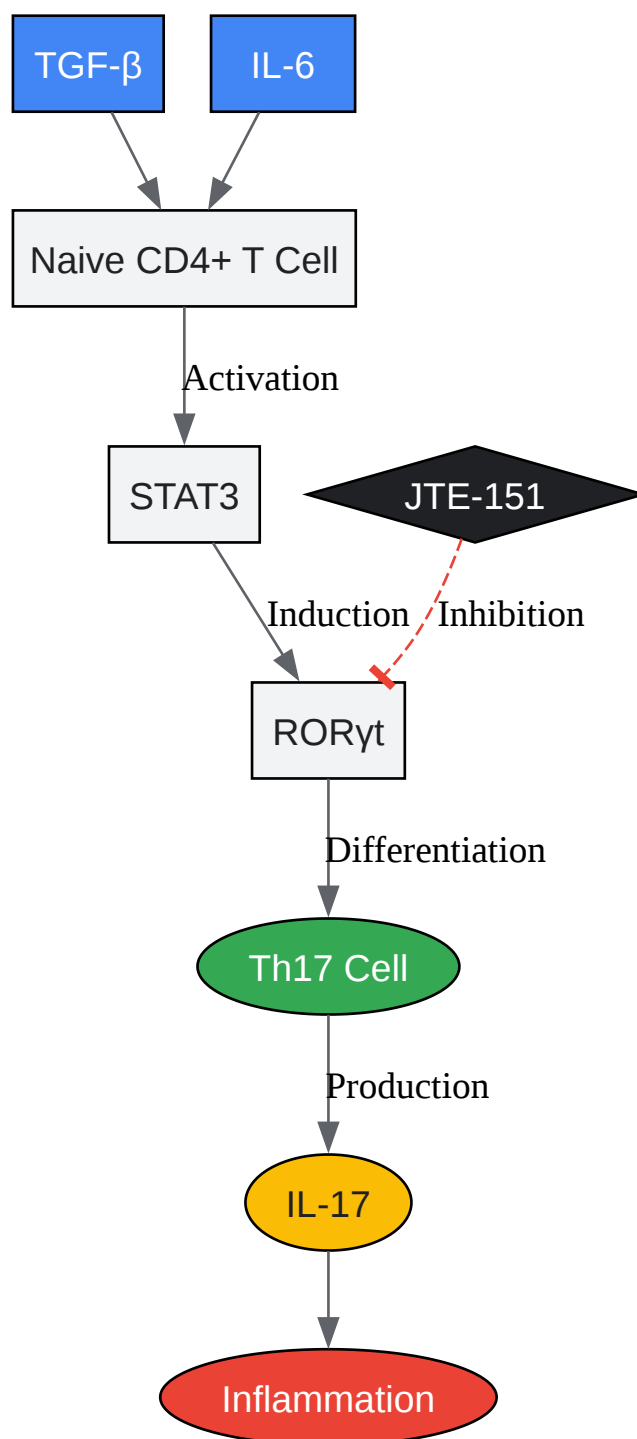 TGF-β
IL-6
Naive CD4+ T Cell
Activation
STAT3
JTE-151
Induction
Inhibition
RORγt
Differentiation
Th17 Cell
Production
IL-17
Inflammation